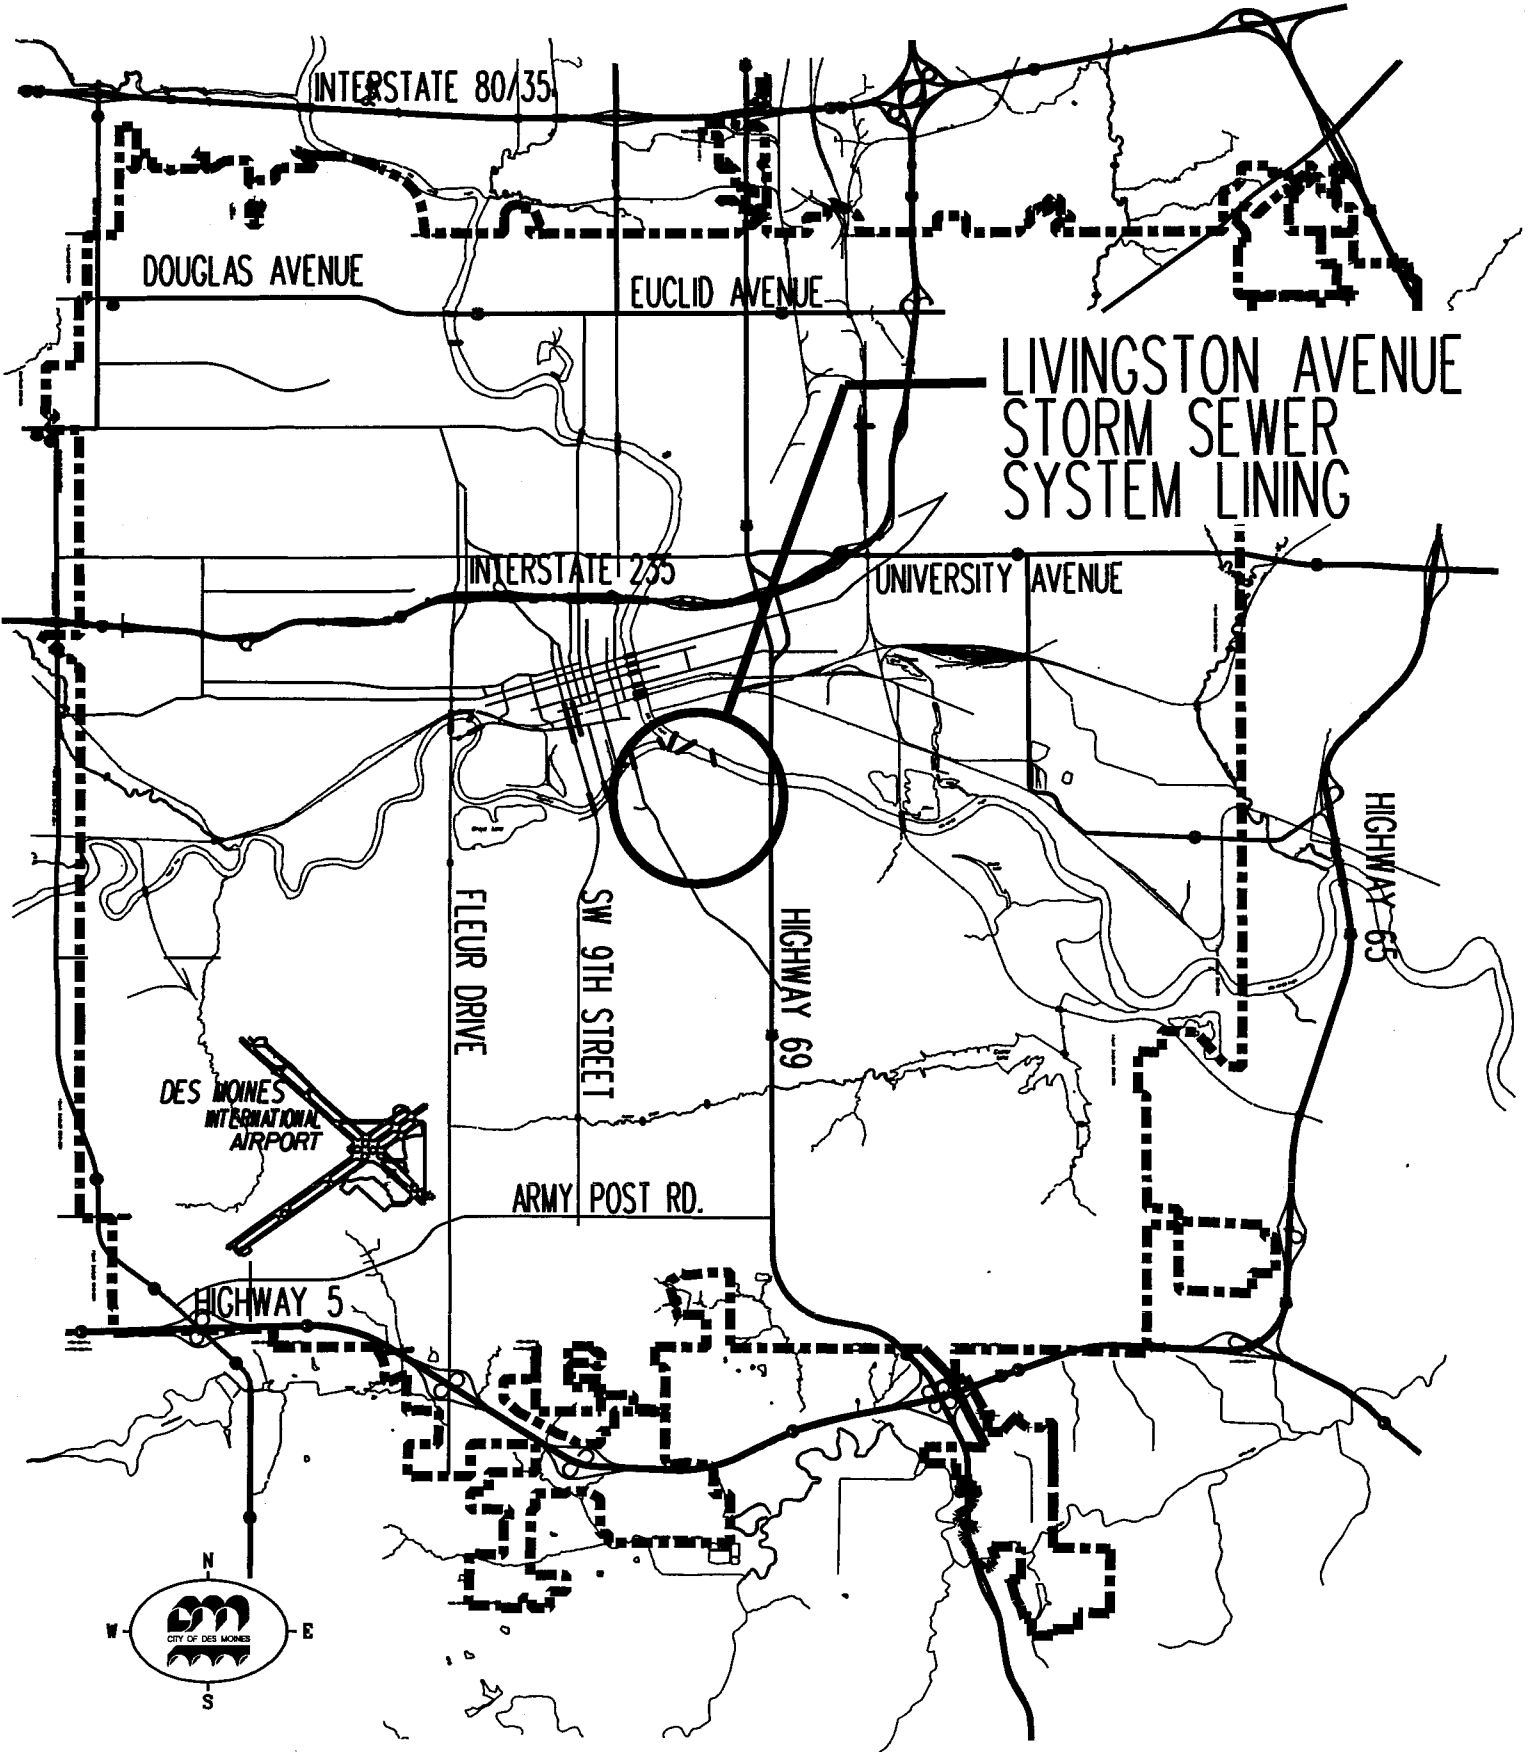 INTERSTATE 80/35
DOUGLAS AVENUE
EUCLID AVENUE
LIVINGSTON AVENUE
STORM SEWER
SYSTEM LINING
INTERSTATE 235
UNIVERSITY AVENUE
HIGHWAY 65
FLEUR DRIVE
SW 9TH STREET
HIGHWAY 69
DES MOINES
INTERNATIONAL
AIRPORT
ARMY POST RD.
HIGHWAY 5
N
W
E
CITY OF DES MOINES
S